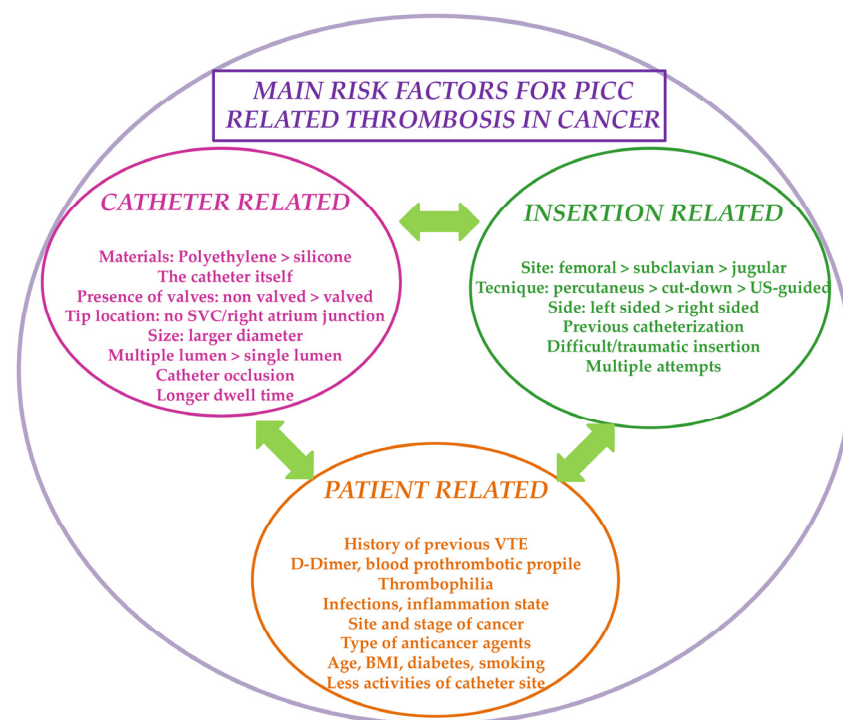 MAIN RISK FACTORS FOR PICC
RELATED THROMBOSIS IN CANCER
CATHETER RELATED
Materials: Polyethylene > silicone
The catheter itself
Presence of valves: non valved > valved
Tip location: no SVC/right atrium junction
Size: larger diameter
Multiple lumen > single lumen
Catheter occlusion
Longer dwell time
INSERTION RELATED
Site: femoral > subclavian > jugular
Tecnique: percutaneus > cut-down > US-guided
Side: left sided > right sided
Previous catheterization
Difficult/traumatic insertion
Multiple attempts
PATIENT RELATED
History of previous VTE
D-Dimer, blood prothrombotic propile
Thrombophilia
Infections, inflammation state
Site and stage of cancer
Type of anticancer agents
Age, BMI, diabetes, smoking
Less activities of catheter site